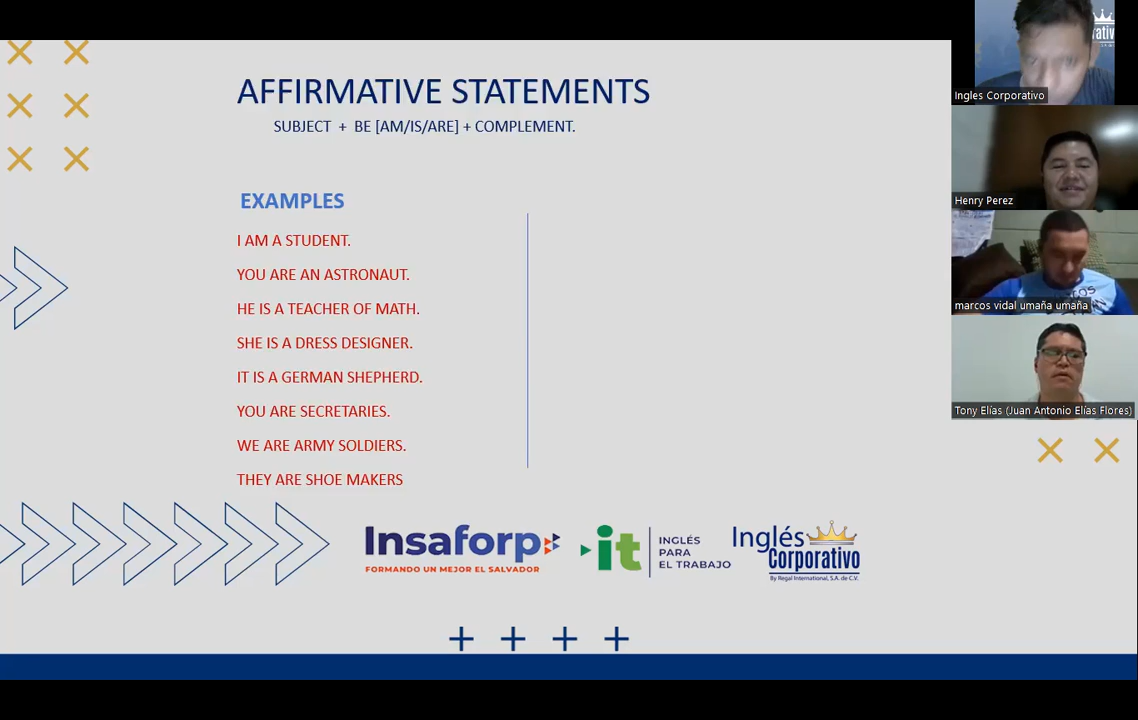 AFFIRMATIVE STATEMENTS
SUBJECT + BE [AM/IS/ARE] + COMPLEMENT.
EXAMPLES
I AM A STUDENT.
YOU ARE AN ASTRONAUT.
HE IS A TEACHER OF MATH.
SHE IS A DRESS DESIGNER.
IT IS A GERMAN SHEPHERD.
YOU ARE SECRETARIES.
WE ARE ARMY SOLDIERS.
THEY ARE SHOE MAKERS
Insaforp
FORMANDO UN MEJOR EL SALVADOR
it
INGLÉS
PARA
EL TRABAJO
Inglés
Corporativo
By Regal International, S.A. de C.V.
Ingles Corporativo
Henry Perez
marcos vidal umaña umaña
Tony Elías (Juan Antonio Elías Flores)